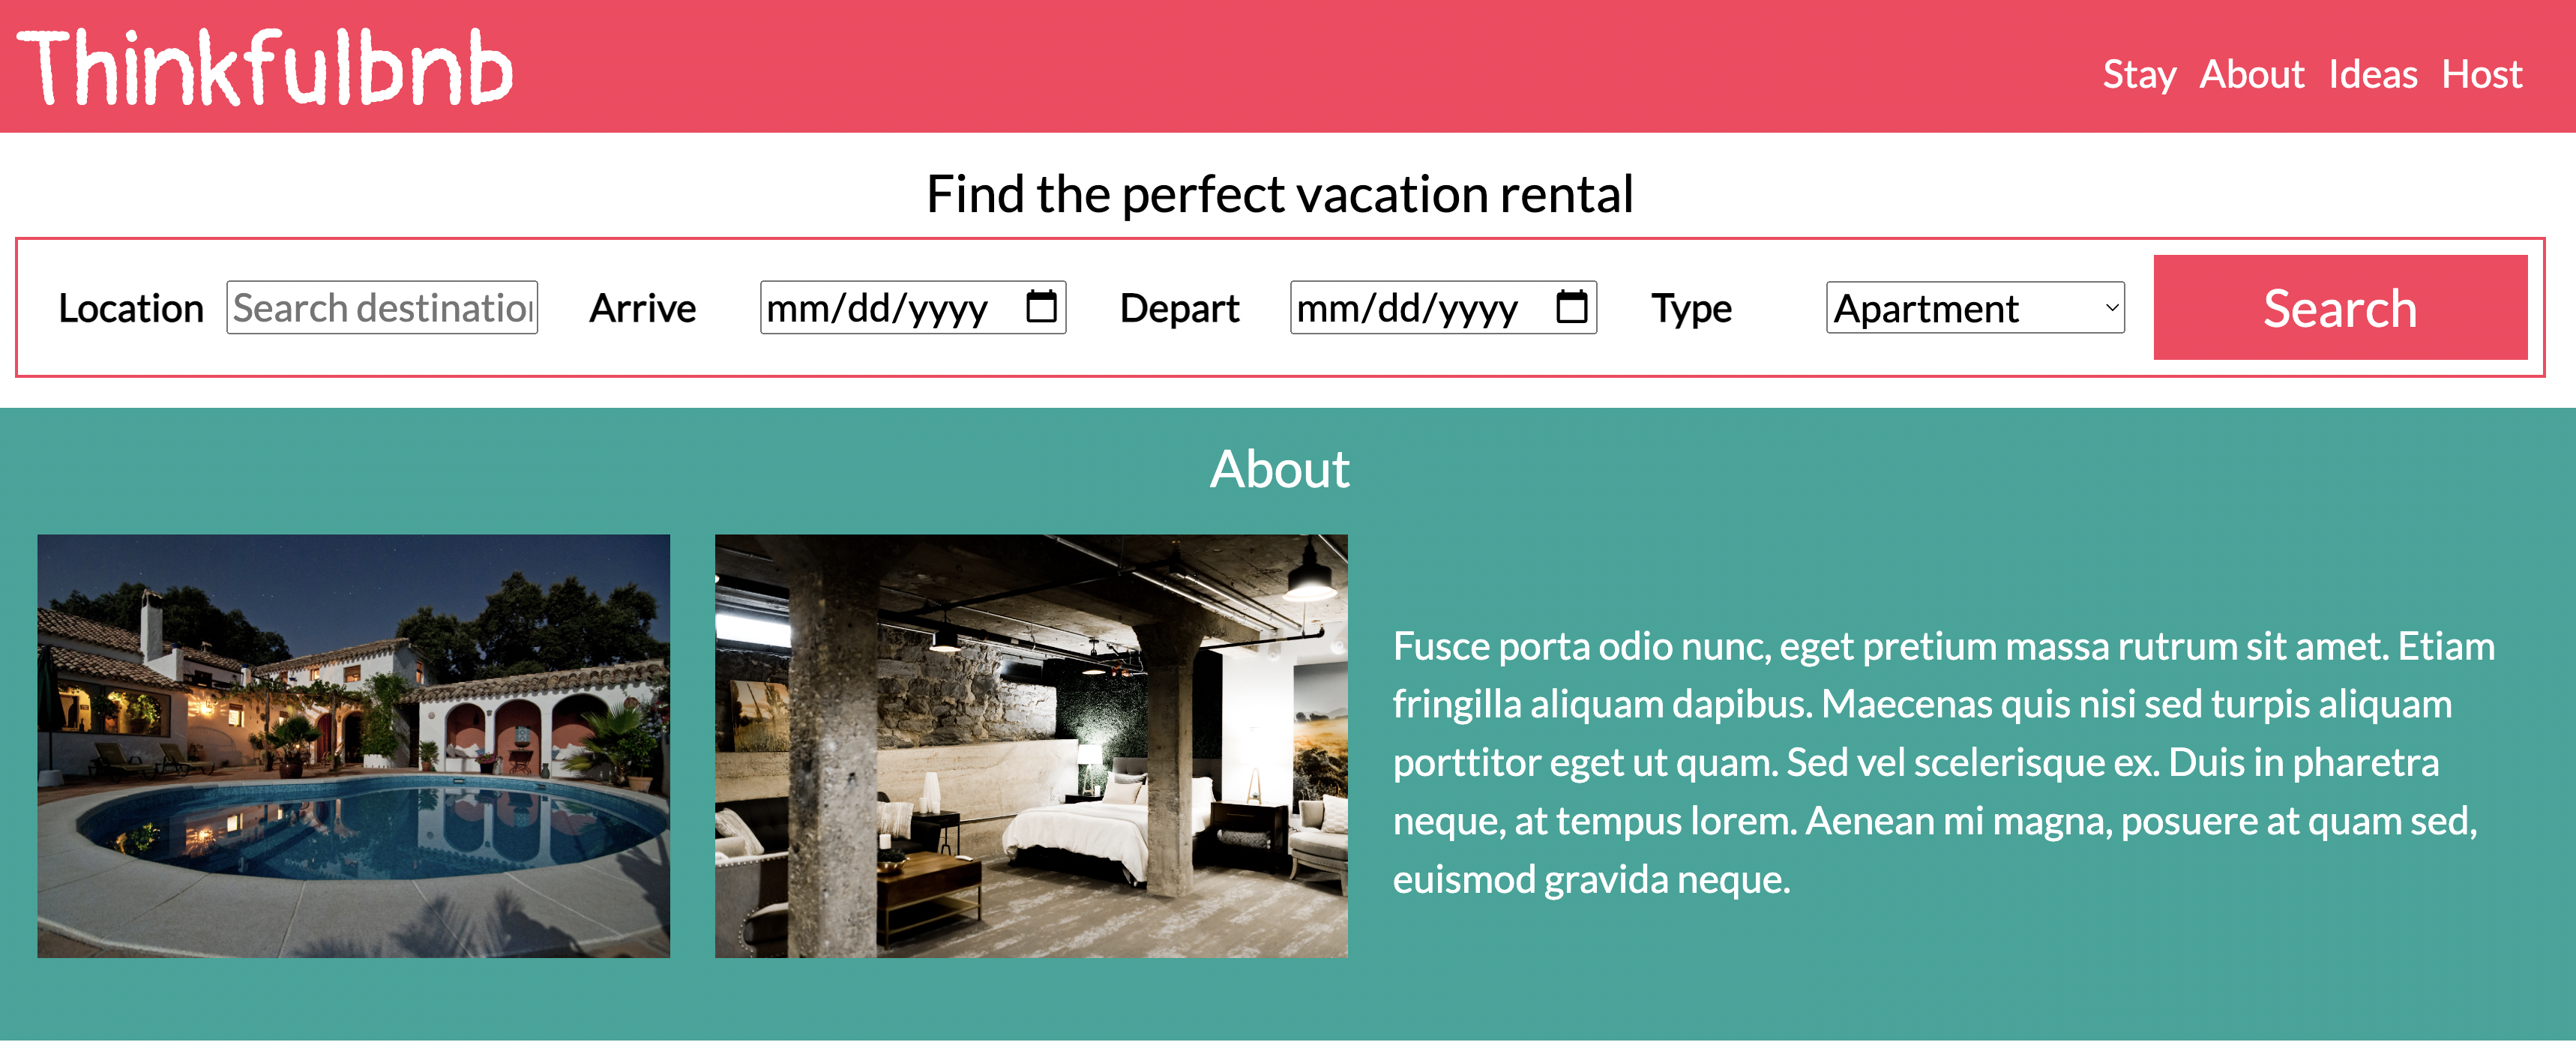 Thinkfulbnb
Stay About Ideas Host
Find the perfect vacation rental
Location Search destination Arrive mm/dd/yyyy Depart mm/dd/yyyy Type Apartment Search
About
Fusce porta odio nunc, eget pretium massa rutrum sit amet. Etiam
fringilla aliquam dapibus. Maecenas quis nisi sed turpis aliquam
porttitor eget ut quam. Sed vel scelerisque ex. Duis in pharetra
neque, at tempus lorem. Aenean mi magna, posuere at quam sed,
euismod gravida neque.